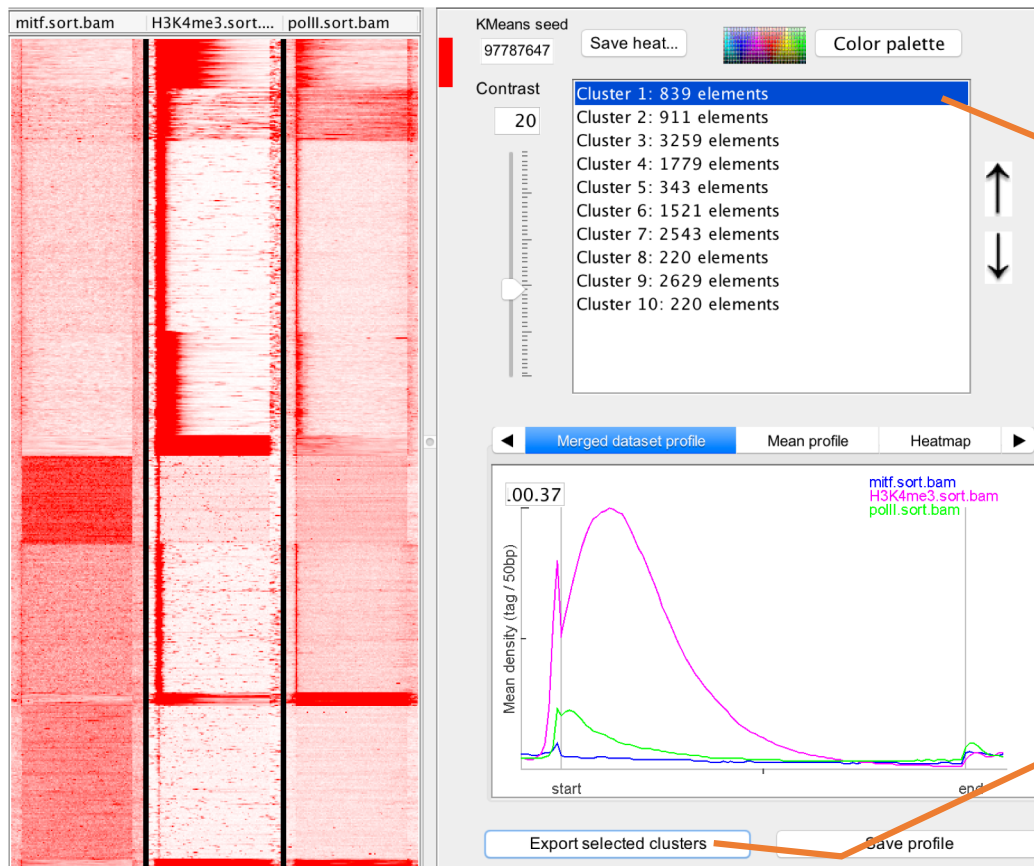 mitf.sort.bam H3K4me3.sort.... polII.sort.bam
KMeans seed
97787647
Save heat...
Color palette
Contrast
20
Cluster 1: 839 elements
Cluster 2: 911 elements
Cluster 3: 3259 elements
Cluster 4: 1779 elements
Cluster 5: 343 elements
Cluster 6: 1521 elements
Cluster 7: 2543 elements
Cluster 8: 220 elements
Cluster 9: 2629 elements
Cluster 10: 220 elements
Merged dataset profile Mean profile Heatmap
.00.37
mitf.sort.bam
H3K4me3.sort.bam
polII.sort.bam
Mean density (tag / 50bp)
start end
Export selected clusters Save profile